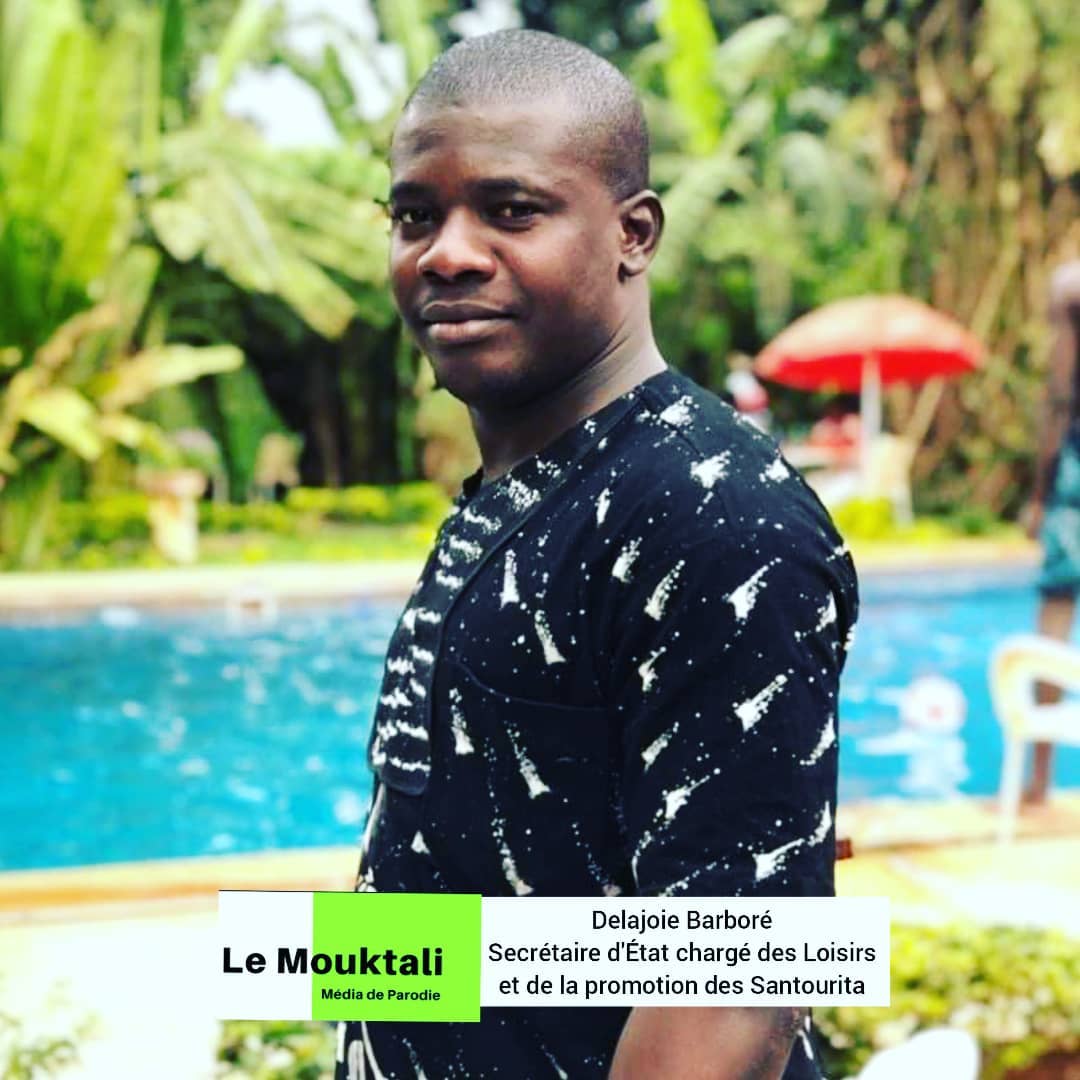 Le Mouktali
Média de Parodie
Delajoie Barboré
Secrétaire d'État chargé des Loisirs
et de la promotion des Santourita